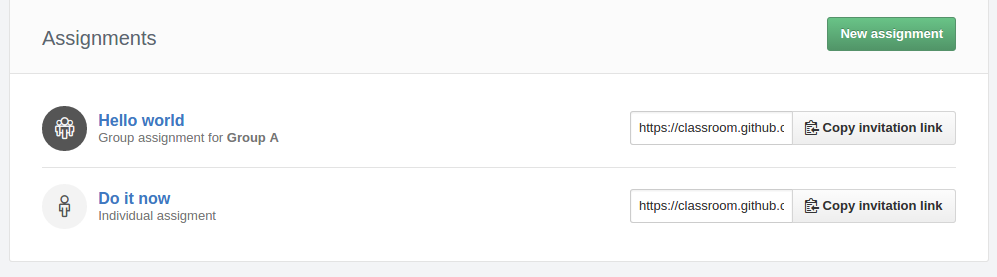 Assignments
New assignment
Hello world
Group assignment for Group A
https://classroom.github.c
Copy invitation link
Do it now
Individual assigment
https://classroom.github.c
Copy invitation link